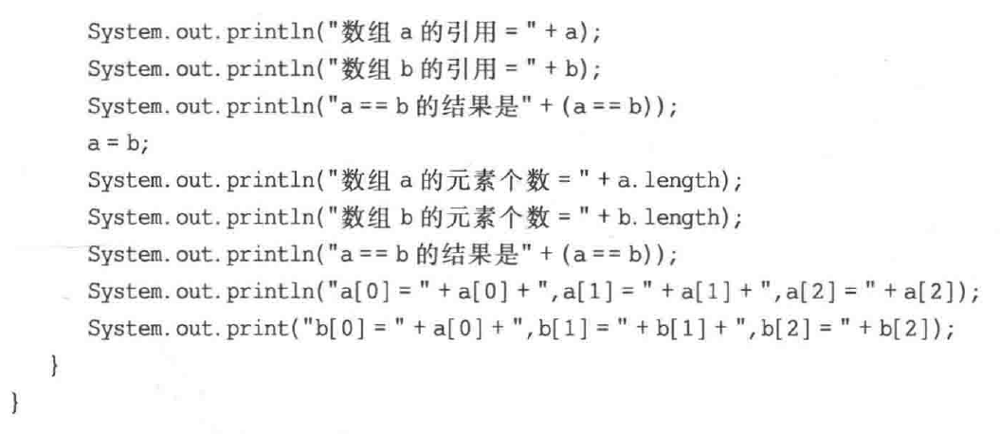 System.out.println("数组 a 的引用 = " + a);
System.out.println("数组 b 的引用 = " + b);
System.out.println("a == b 的结果是" + (a == b));
a = b;
System.out.println("数组 a 的元素个数 = " + a.length);
System.out.println("数组 b 的元素个数 = " + b.length);
System.out.println("a == b 的结果是" + (a == b));
System.out.println("a[0] = " + a[0] + ",a[1] = " + a[1] + ",a[2] = " + a[2]);
System.out.print("b[0] = " + a[0] + ",b[1] = " + b[1] + ",b[2] = " + b[2]);
}
}